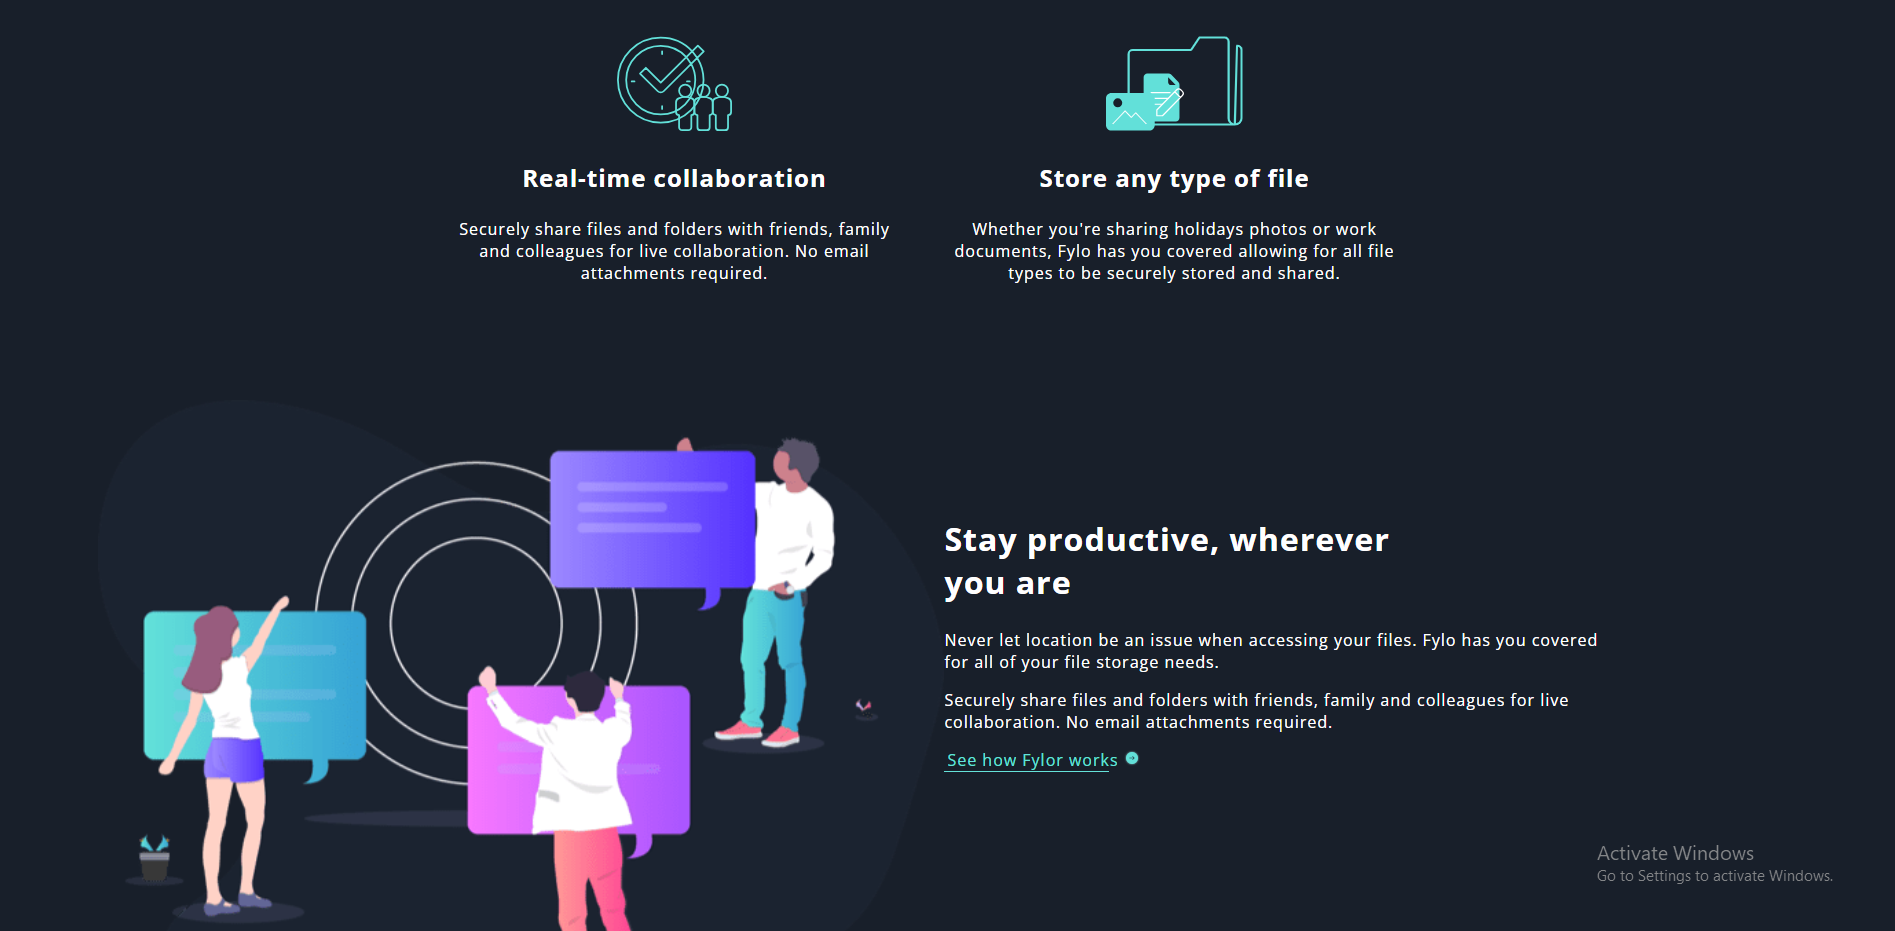 Real-time collaboration
Securely share files and folders with friends, family
and colleagues for live collaboration. No email
attachments required.
Store any type of file
Whether you're sharing holidays photos or work
documents, Fylo has you covered allowing for all file
types to be securely stored and shared.
Stay productive, wherever
you are
Never let location be an issue when accessing your files. Fylo has you covered
for all of your file storage needs.
Securely share files and folders with friends, family and colleagues for live
collaboration. No email attachments required.
See how Fylor works
Activate Windows
Go to Settings to activate Windows.